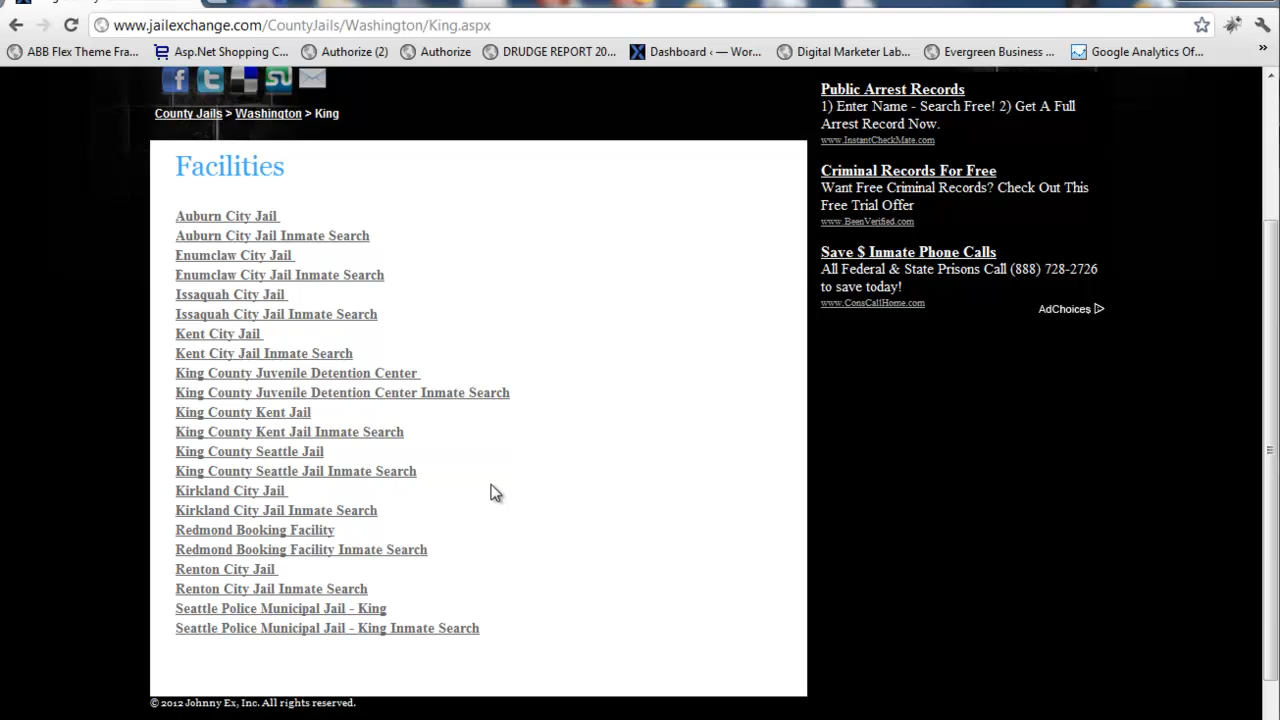 www.jailexchange.com/CountyJails/Washington/King.aspx
ABB Flex Theme Fra...
Asp.Net Shopping C...
Authorize (2)
Authorize
DRUDGE REPORT 20...
Dashboard ‹ — Wor...
Digital Marketer Lab...
Evergreen Business ...
Google Analytics Of...
County Jails > Washington > King
Facilities
Auburn City Jail
Auburn City Jail Inmate Search
Enumclaw City Jail
Enumclaw City Jail Inmate Search
Issaquah City Jail
Issaquah City Jail Inmate Search
Kent City Jail
Kent City Jail Inmate Search
King County Juvenile Detention Center
King County Juvenile Detention Center Inmate Search
King County Kent Jail
King County Kent Jail Inmate Search
King County Seattle Jail
King County Seattle Jail Inmate Search
Kirkland City Jail
Kirkland City Jail Inmate Search
Redmond Booking Facility
Redmond Booking Facility Inmate Search
Renton City Jail
Renton City Jail Inmate Search
Seattle Police Municipal Jail - King
Seattle Police Municipal Jail - King Inmate Search
Public Arrest Records
1) Enter Name - Search Free! 2) Get A Full
Arrest Record Now.
www.InstantCheckMate.com
Criminal Records For Free
Want Free Criminal Records? Check Out This
Free Trial Offer
www.BeenVerified.com
Save $ Inmate Phone Calls
All Federal & State Prisons Call (888) 728-2726
to save today!
www.ConsCallHome.com
AdChoices
© 2012 Johnny Ex, Inc. All rights reserved.